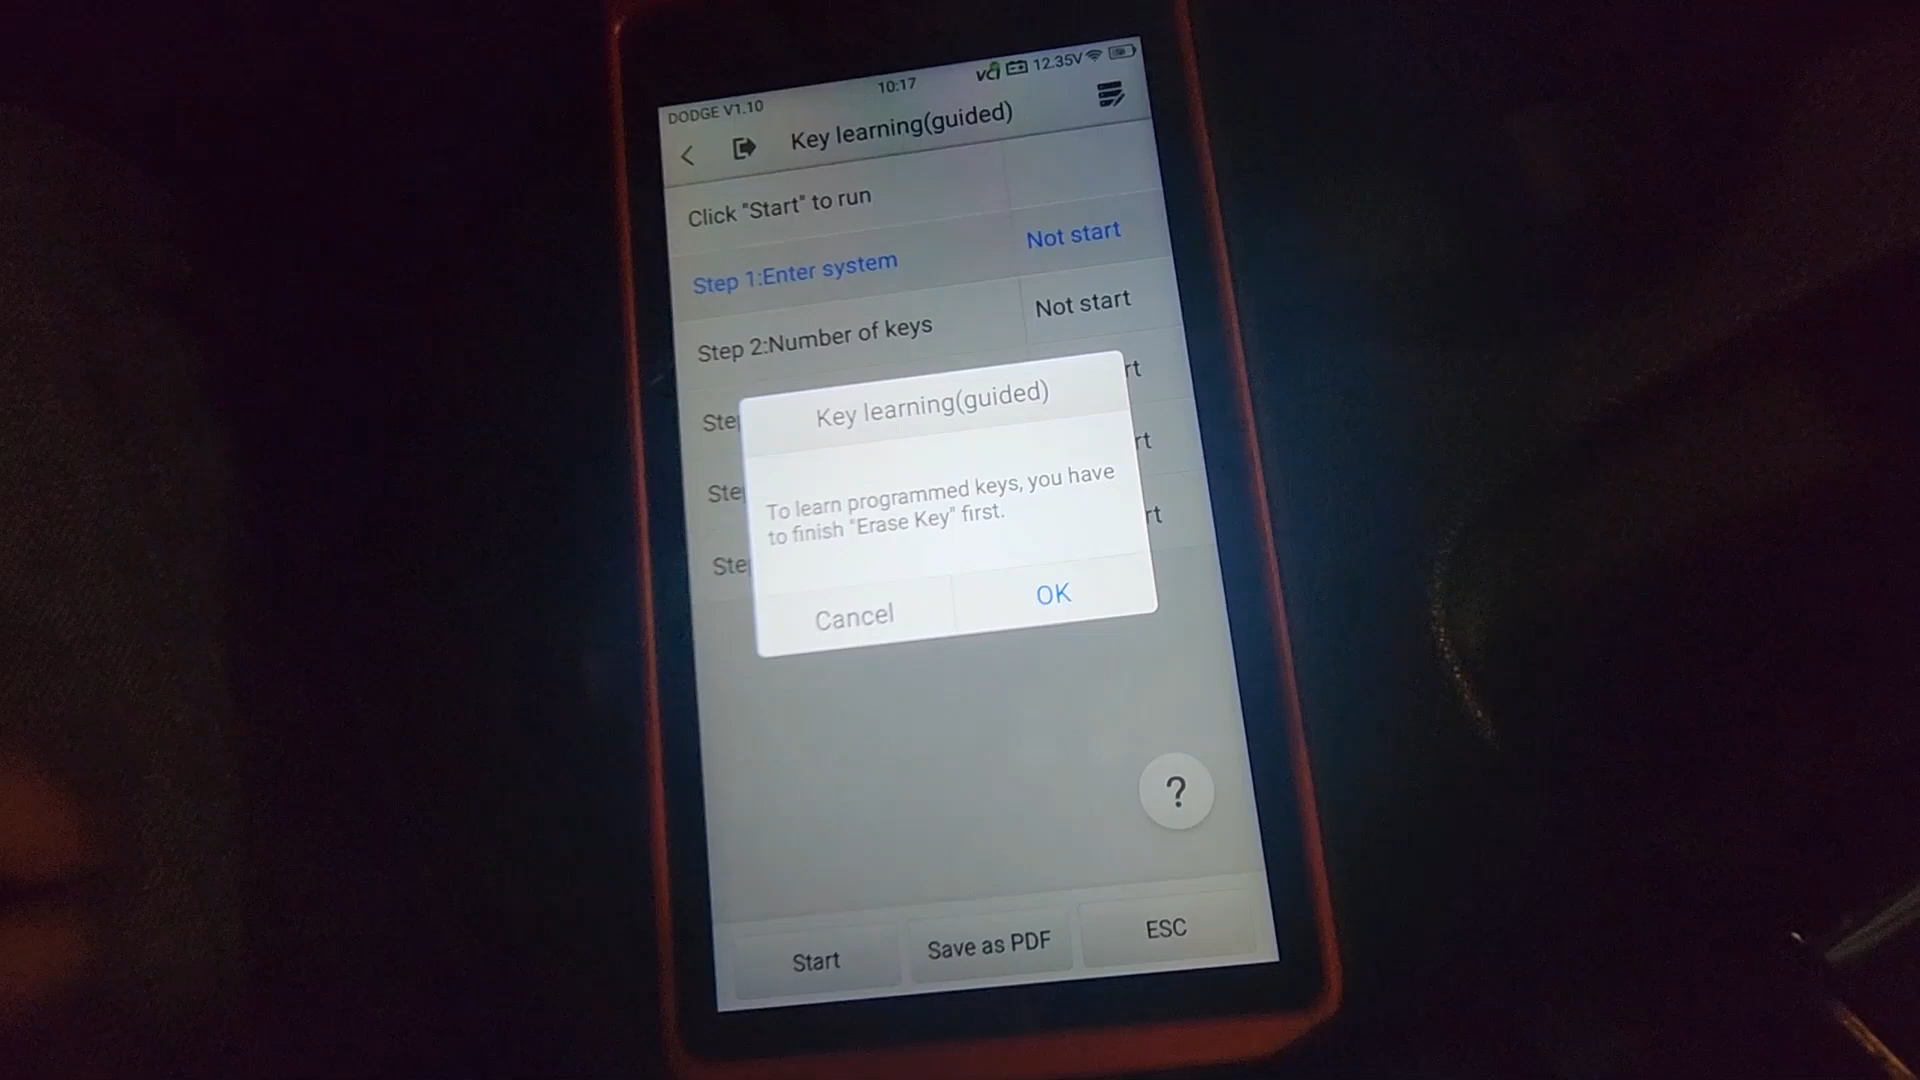 DODGE V1.10 10:17 VCI 12.35V
Key learning(guided)
Click "Start" to run
Step 1:Enter system Not start
Step 2:Number of keys Not start
Key learning(guided)
To learn programmed keys, you have
to finish "Erase Key" first.
Cancel OK
?
Start Save as PDF ESC